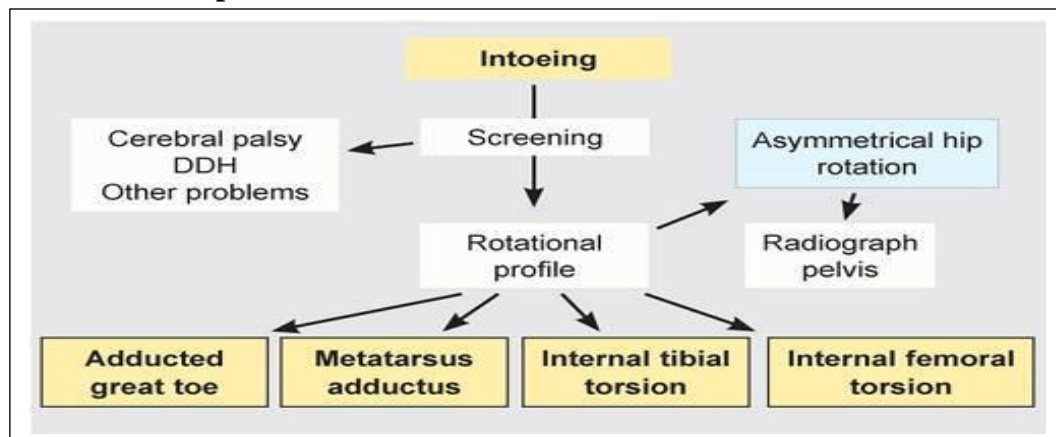 Intoeing
Screening
Cerebral palsy
DDH
Other problems
Asymmetrical hip
rotation
Rotational
profile
Radiograph
pelvis
Adducted
great toe
Metatarsus
adductus
Internal tibial
torsion
Internal femoral
torsion